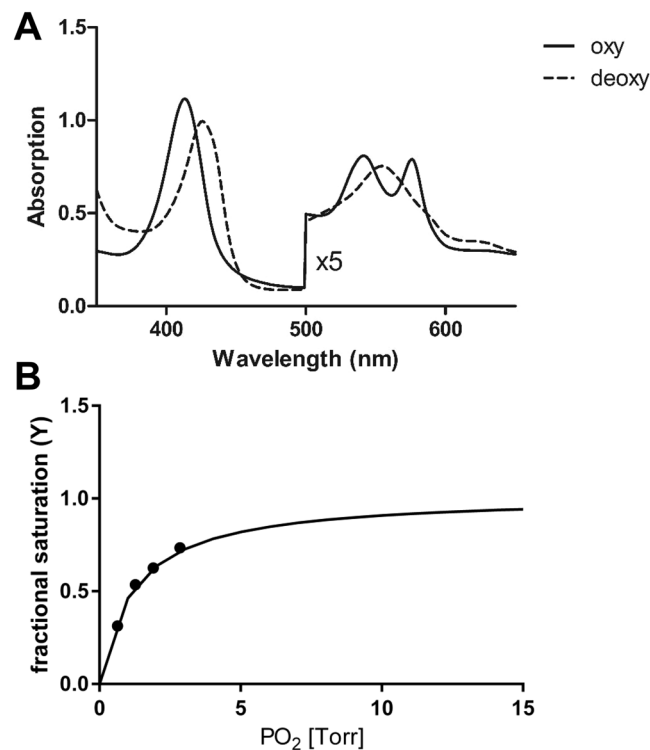 A
1.5
1.0
0.5
0.0
Absorption
x5
400
500
600
Wavelength (nm)
oxy
deoxy
B
1.5
1.0
0.5
0.0
fractional saturation (Y)
0
5
10
15
PO2 [Torr]